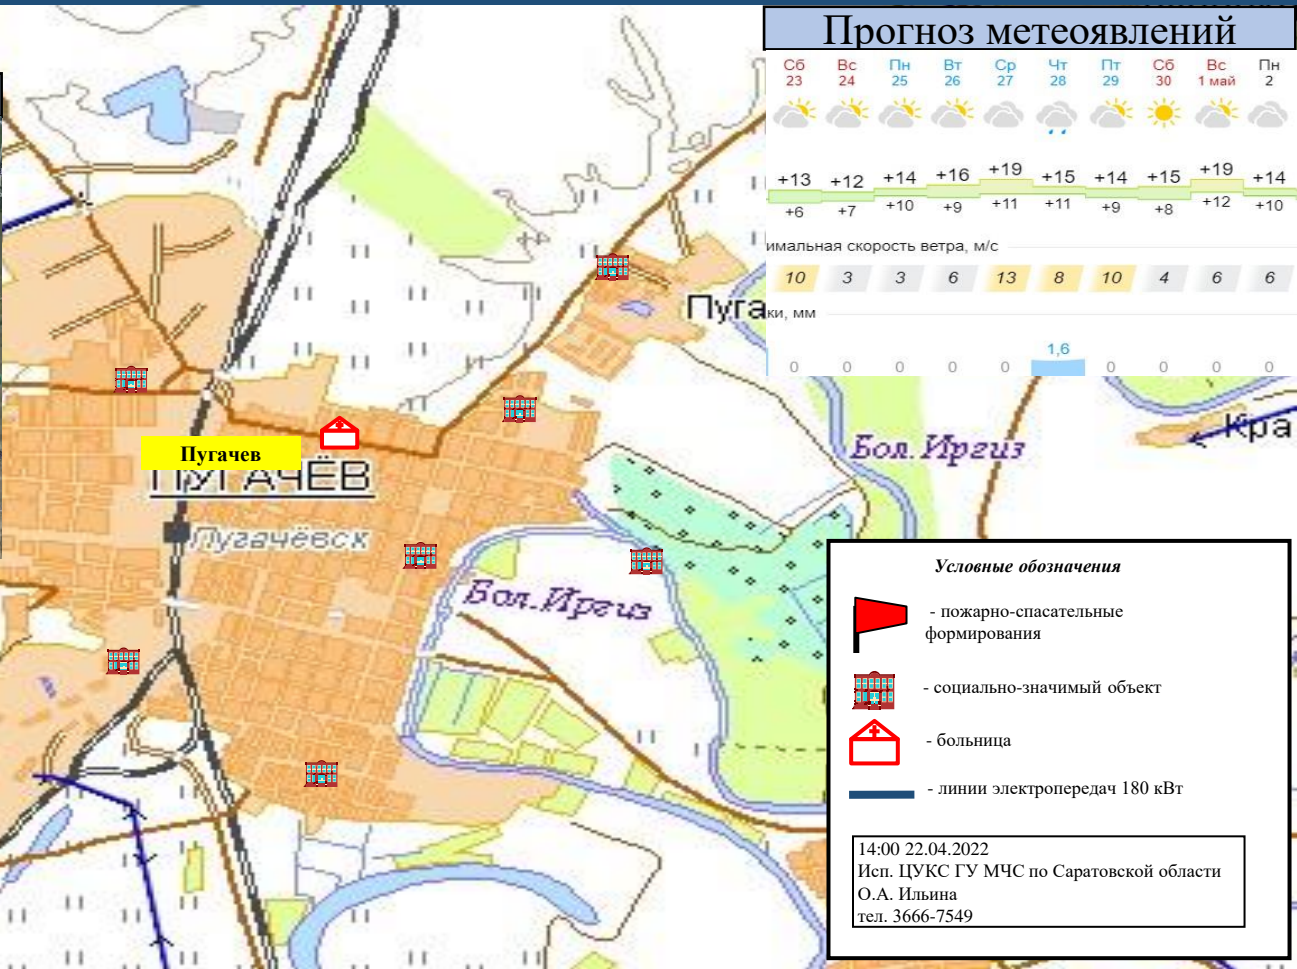 Прогноз метеоявлений
Сб Вс Пн Вт Ср Чт Пт Сб Вс Пн
23 24 25 26 27 28 29 30 1 май 2
+13 +12 +14 +16 +19 +15 +14 +15 +19 +14
+6 +7 +10 +9 +11 +11 +9 +8 +12 +10
имальная скорость ветра, м/с
10 3 3 6 13 8 10 4 6 6
ки, мм
1,6
0 0 0 0 0 0 0 0 0
Пуга
Кра
Бол. Иргиз
Пугачев
ПУГАЧЁВ
Пугачёвск
Бол. Иргиз
Условные обозначения
- пожарно-спасательные
формирования
- социально-значимый объект
- больница
- линии электропередач 180 кВт
14:00 22.04.2022
Исп. ЦУКС ГУ МЧС по Саратовской области
О.А. Ильина
тел. 3666-7549